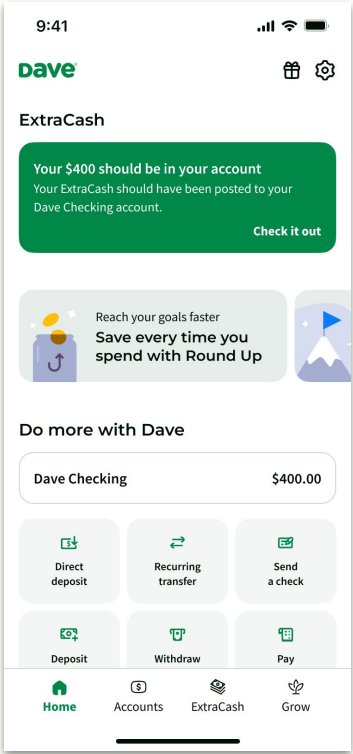 9:41
Dave
ExtraCash
Your $400 should be in your account
Your ExtraCash should have been posted to your
Dave Checking account.
Check it out
Reach your goals faster
Save every time you
spend with Round Up
Do more with Dave
Dave Checking $400.00
Direct
deposit
Recurring
transfer
Send
a check
Deposit
Withdraw
Pay
Home
Accounts
ExtraCash
Grow